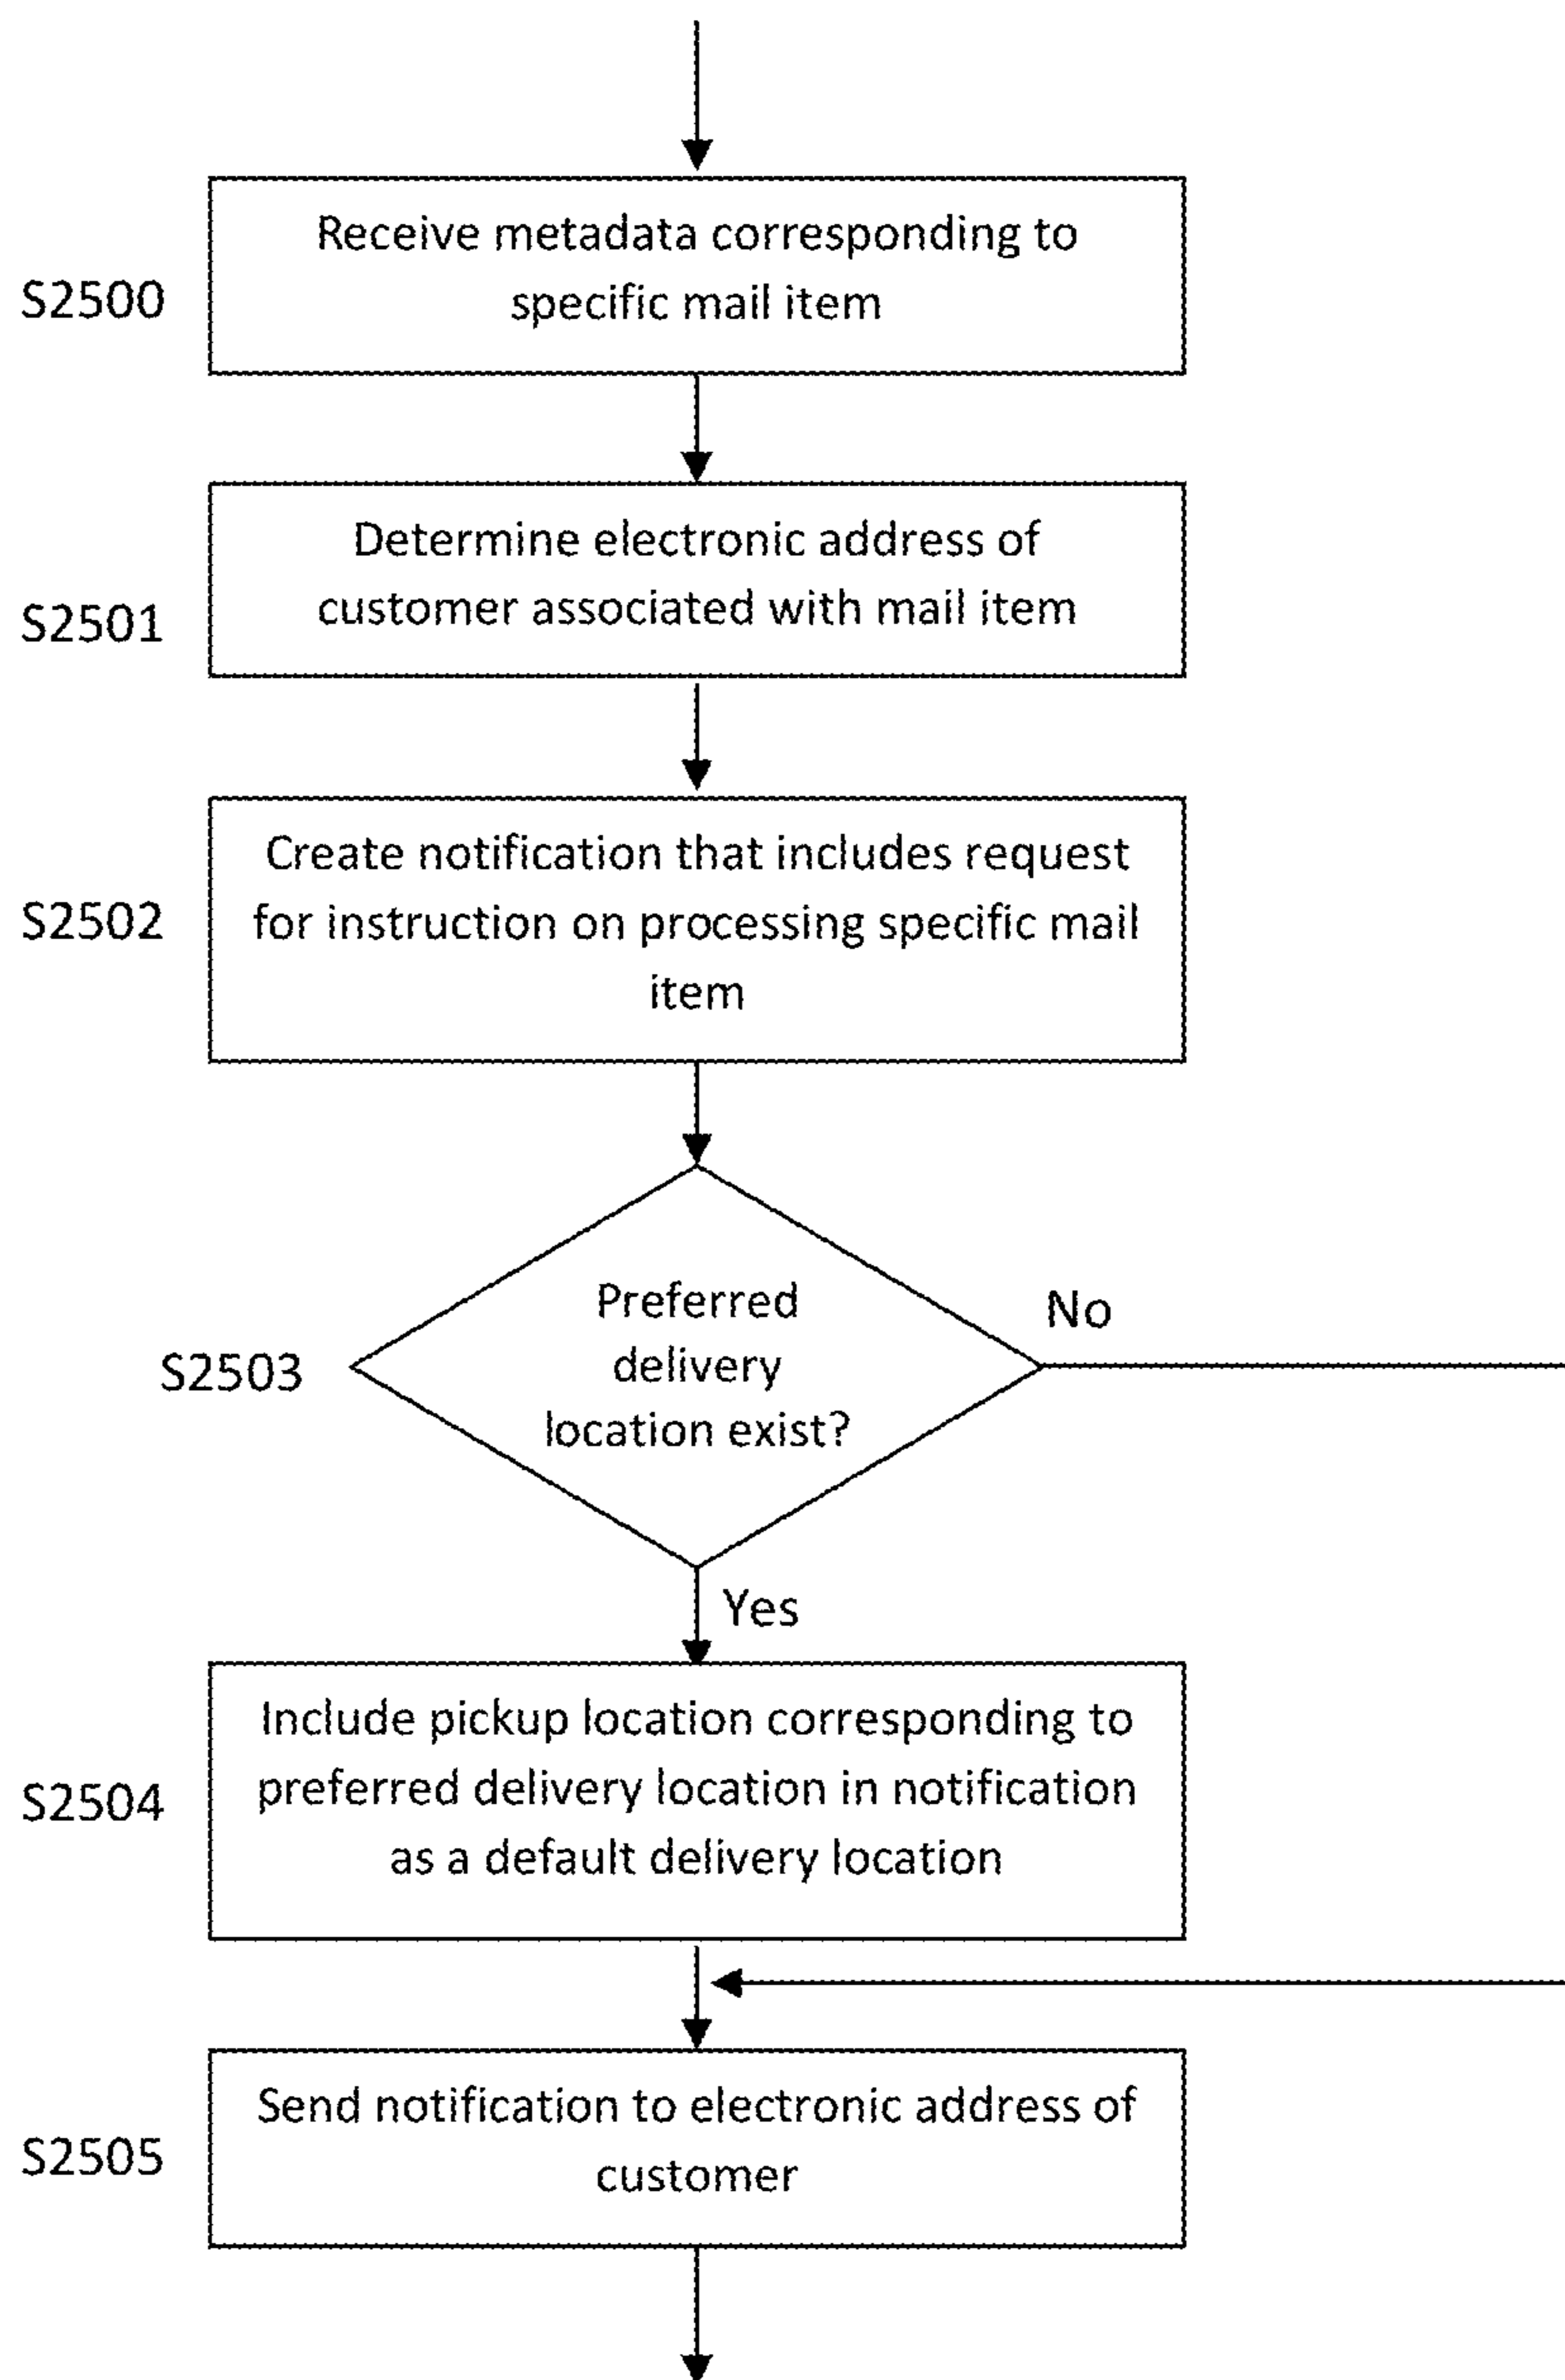 Receive metadata corresponding to
specific mail item
S2500
Determine electronic address of
customer associated with mail item
S2501
Create notification that includes request
for instruction on processing specific mail
item
S2502
Preferred
delivery
location exist?
S2503
No
Yes
Include pickup location corresponding to
preferred delivery location in notification
as a default delivery location
S2504
Send notification to electronic address of
customer
S2505